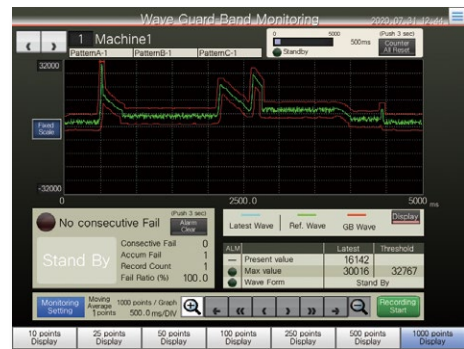 Wave Guard Band Monitoring
2020/07/21 12:44
1 Machine1
PatternA-1 PatternB-1 PatternC-1
0 5000
500ms
Standby
(Push 3 sec)
Counter
All Reset
32000
Fixed
Scale
-32000
0 2500.0 5000 ms
No consecutive Fail
(Push 3 sec)
Alarm
Clear
Stand By
Consective Fail 0
Accum Fail 1
Record Count 1
Fail Ratio (%) 100.0
Latest Wave Ref. Wave GB Wave
Display
ALM Latest Threshold
— Present value 16142
Max value 30016 32767
Wave Form Stand By
Monitoring
Setting
Moving
Average
1points
1000 points / Graph
500.0 ms/DIV
Recording
Start
10 points
Display
25 points
Display
50 points
Display
100 points
Display
250 points
Display
500 points
Display
1000 points
Display